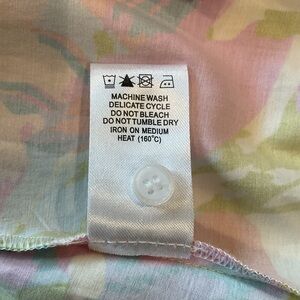 MACHINE WASH
DELICATE CYCLE
DO NOT BLEACH
DO NOT TUMBLE DRY
IRON ON MEDIUM
HEAT (160°C)